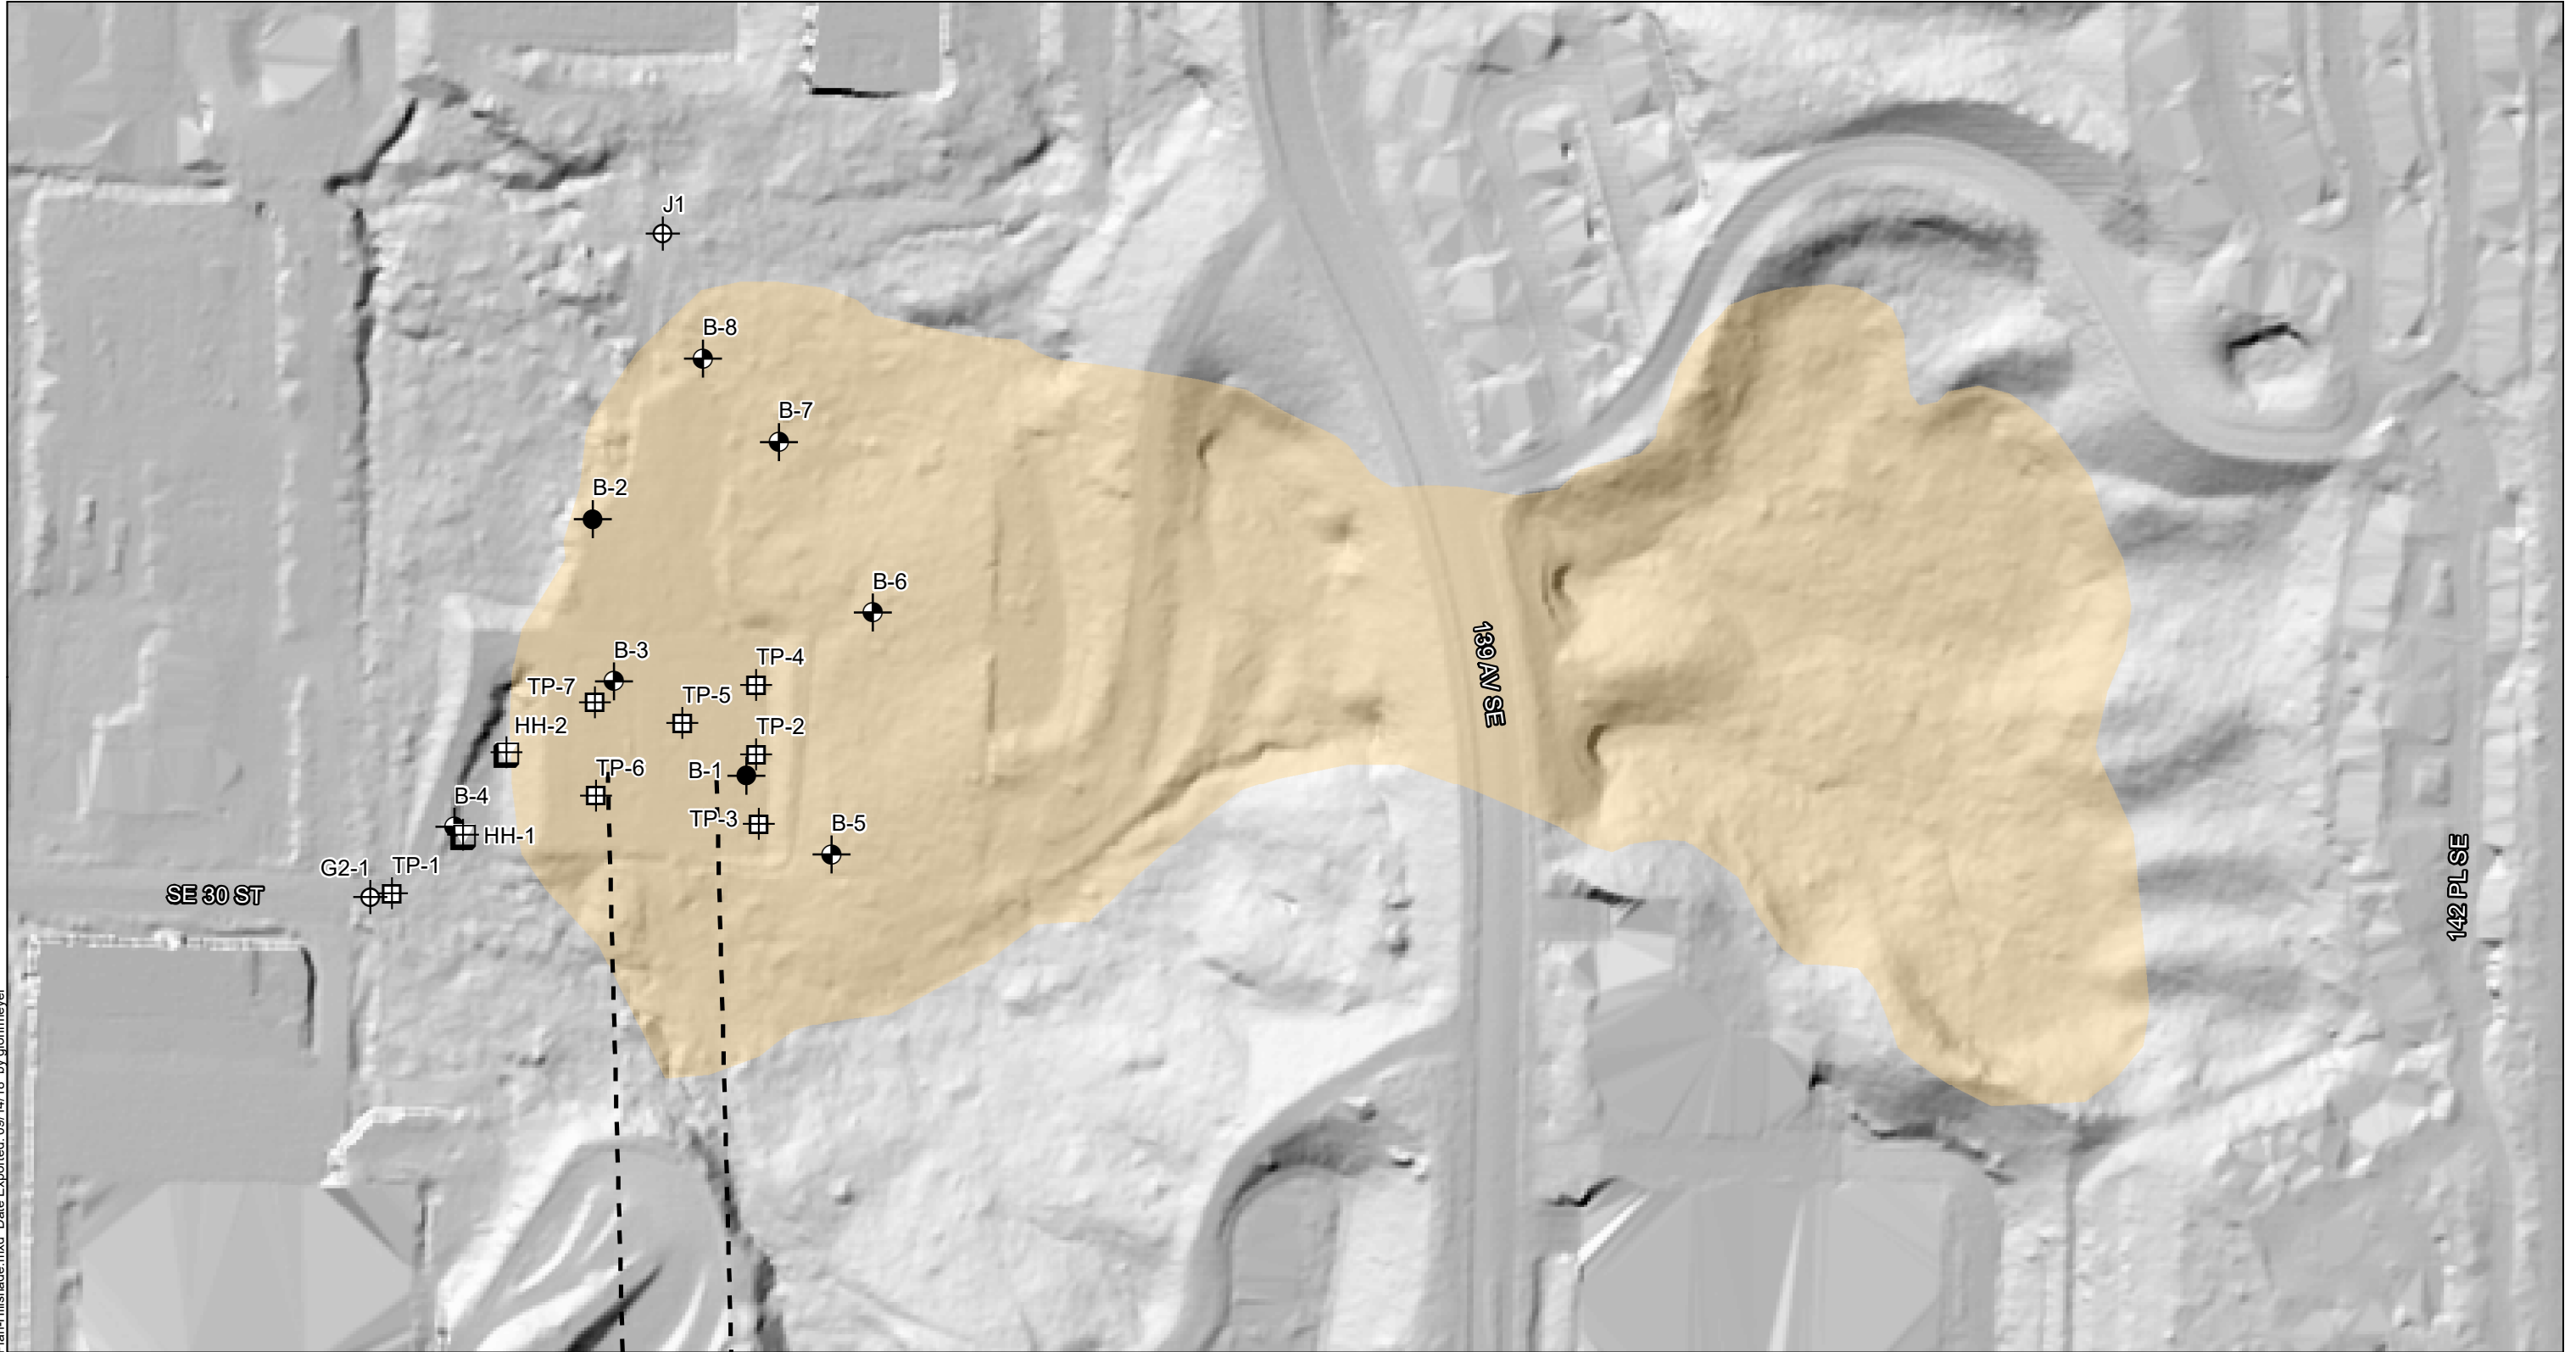 J1
B-8
B-7
B-2
B-6
B-3
TP-4
TP-7
TP-5
HH-2
TP-2
TP-6
B-1
B-4
TP-3
B-5
HH-1
G2-1
TP-1
SE 30 ST
139 AV SE
142 PL SE